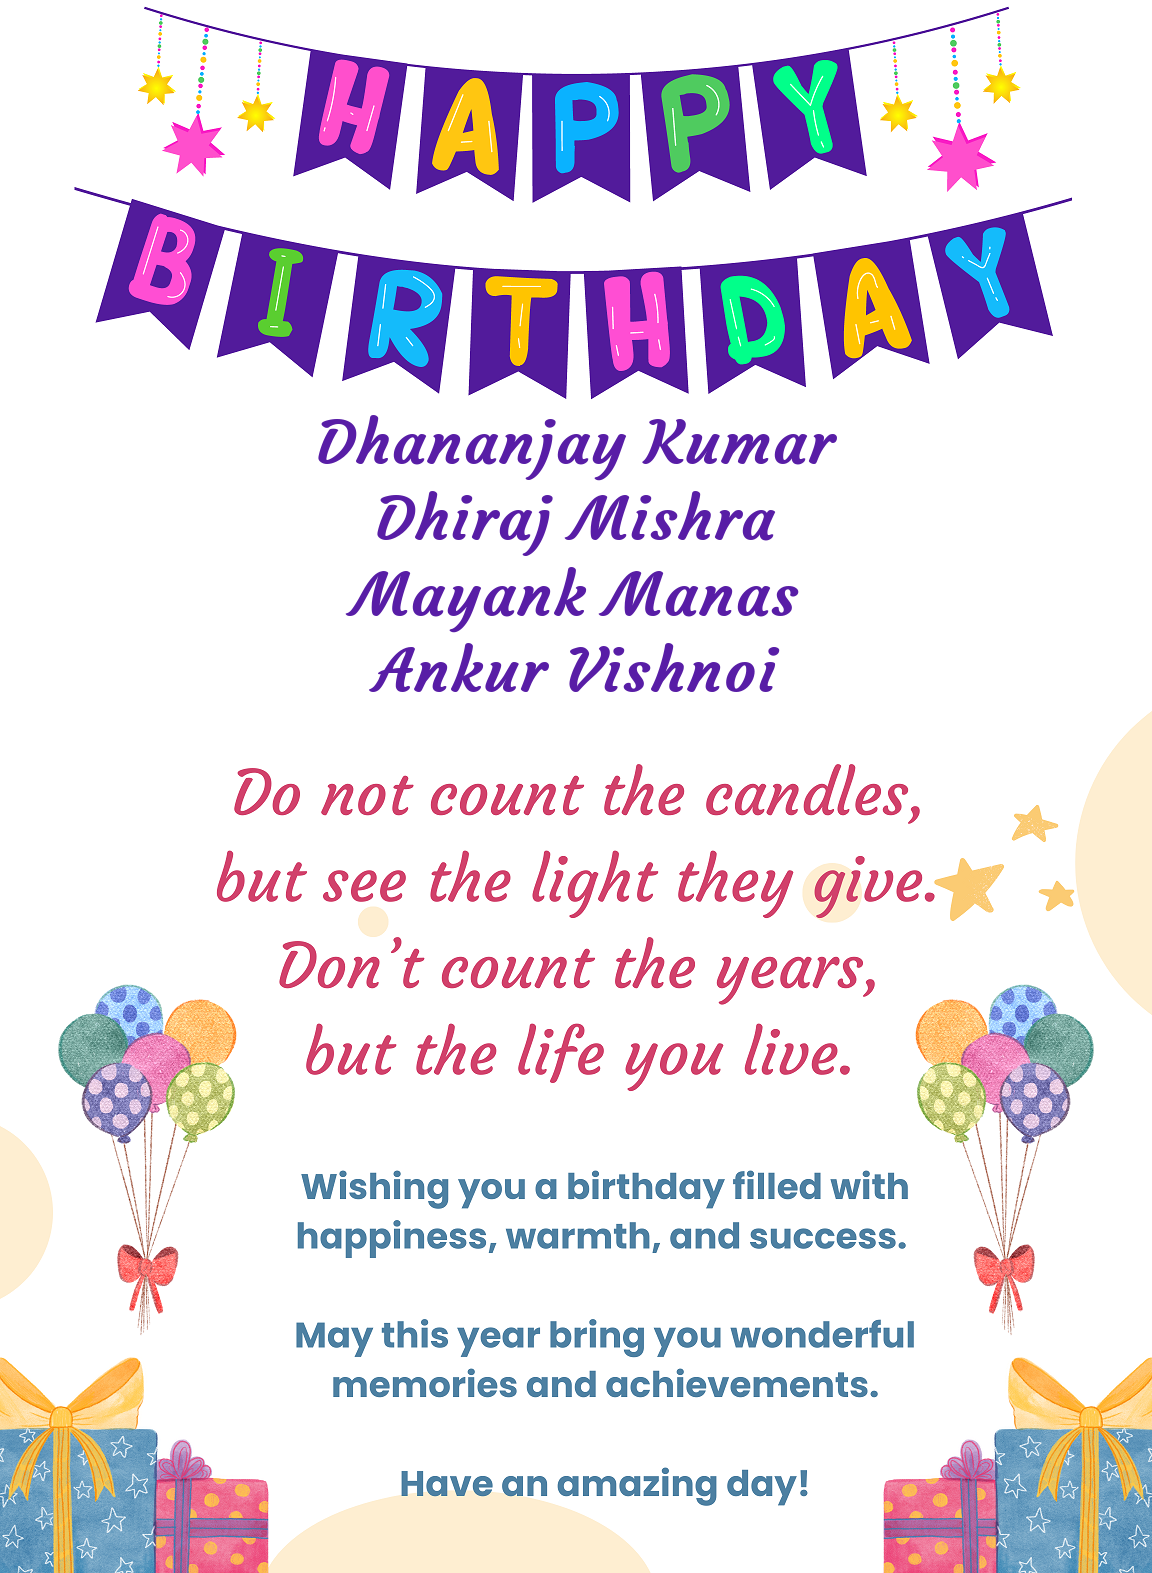 HAPPY
BIRTHDAY
Dhananjay Kumar
Dhiraj Mishra
Mayank Manas
Ankur Vishnoi
Do not count the candles,
but see the light they give.
Don’t count the years,
but the life you live.
Wishing you a birthday filled with
happiness, warmth, and success.
May this year bring you wonderful
memories and achievements.
Have an amazing day!